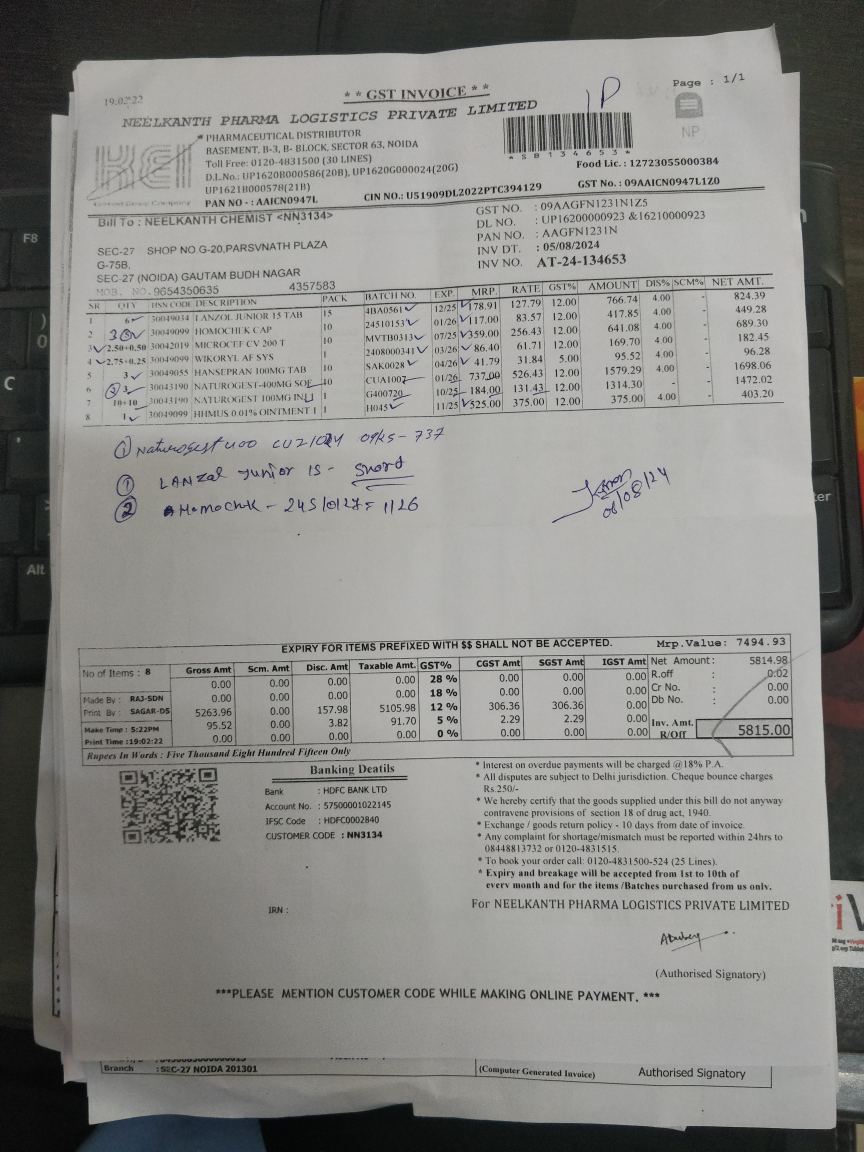 19.02.22
** GST INVOICE **
Page : 1/1
1P
NEELKANTH PHARMA LOGISTICS PRIVATE LIMITED
PHARMACEUTICAL DISTRIBUTOR
BASEMENT, B-3, B- BLOCK, SECTOR 63, NOIDA
Toll Free: 0120-4831500 (30 LINES)
D.L.No.: UP1620B000586(20B), UP1620G000024(20G)
UP1621B000578(21B)
PAN NO - : AAICN0947L
CIN NO.: U51909DL2022PTC394129
NP
*SB134653*
Food Lic. : 12723055000384
GST No. : 09AAICN0947L1Z0
Bill To : NEELKANTH CHEMIST <NN3134>
SEC-27 SHOP NO.G-20,PARSVNATH PLAZA
G-75B,
SEC-27 (NOIDA) GAUTAM BUDH NAGAR
MOB. NO.9654350635 4357583
GST NO. : 09AAGFN1231N1Z5
DL NO. : UP16200000923 &16210000923
PAN NO. : AAGFN1231N
INV DT. : 05/08/2024
INV NO. AT-24-134653
SR QTY HSN CODE DESCRIPTION PACK BATCH NO. EXP. MRP. RATE GST% AMOUNT DIS% SCM% NET AMT.
1 6 30049034 LANZOL JUNIOR 15 TAB 15 4BA0561 12/25 178.91 127.79 12.00 766.74 4.00 - 824.39
2 30049099 HOMOCHEK CAP 10 24510153 01/26 117.00 83.57 12.00 417.85 4.00 - 449.28
3 2.50+0.50 30042019 MICROCEF CV 200 T 10 MVTB0313 07/25 359.00 256.43 12.00 641.08 4.00 - 689.30
4 2.75+0.25 30049099 WIKORYL AF SYS 1 2408000341 03/26 86.40 61.71 12.00 169.70 4.00 - 182.45
5 3 30049055 HANSEPRAN 100MG TAB 10 SAK0028 04/26 41.79 31.84 5.00 95.52 4.00 - 96.28
6 3 30043190 NATUROGEST-400MG SOF 10 CUA1007 01/26 737.00 526.43 12.00 1579.29 4.00 - 1698.06
7 10+10 30043190 NATUROGEST 100MG INJ 1 G400720 10/25 184.00 131.43 12.00 1314.30 - - 1472.02
8 1 30049099 HHMUS 0.01% OINTMENT 1 1 H045 11/25 525.00 375.00 12.00 375.00 4.00 - 403.20
① Naturogest 400 - 737
① LANzol Junior 15 - Short
② Homochk - 1/26
06/08/24
EXPIRY FOR ITEMS PREFIXED WITH $$ SHALL NOT BE ACCEPTED.
Mrp.Value: 7494.93
No of Items : 8
Made By : RAJ-SDN
Print By : SAGAR-DS
Make Time : 5:22PM
Print Time :19:02:22
Gross Amt Scm. Amt Disc. Amt Taxable Amt. GST% CGST Amt SGST Amt IGST Amt
0.00 0.00 0.00 0.00 28 % 0.00 0.00 0.00
0.00 0.00 0.00 0.00 18 % 0.00 0.00 0.00
5263.96 0.00 157.98 5105.98 12 % 306.36 306.36 0.00
95.52 0.00 3.82 91.70 5 % 2.29 2.29 0.00
0.00 0.00 0.00 0.00 0 % 0.00 0.00 0.00
Net Amount : 5814.98
R.off : 0.02
Cr No. : 0.00
Db No. : 0.00
Inv. Amt. R/Off 5815.00
Rupees In Words : Five Thousand Eight Hundred Fifteen Only
Banking Deatils
Bank : HDFC BANK LTD
Account No. : 57500001022145
IFSC Code : HDFC0002840
CUSTOMER CODE : NN3134
IRN :
* Interest on overdue payments will be charged @18% P.A.
* All disputes are subject to Delhi jurisdiction. Cheque bounce charges
Rs.250/-
* We hereby certify that the goods supplied under this bill do not anyway
contravene provisions of section 18 of drug act, 1940.
* Exchange / goods return policy - 10 days from date of invoice.
* Any complaint for shortage/mismatch must be reported within 24hrs to
08448813732 or 0120-4831515.
* To book your order call: 0120-4831500-524 (25 Lines).
* Expiry and breakage will be accepted from 1st to 10th of
every month and for the items /Batches purchased from us only.
For NEELKANTH PHARMA LOGISTICS PRIVATE LIMITED
(Authorised Signatory)
***PLEASE MENTION CUSTOMER CODE WHILE MAKING ONLINE PAYMENT. ***
Branch : SEC-27 NOIDA 201301
(Computer Generated Invoice)
Authorised Signatory
F8
C
Alt